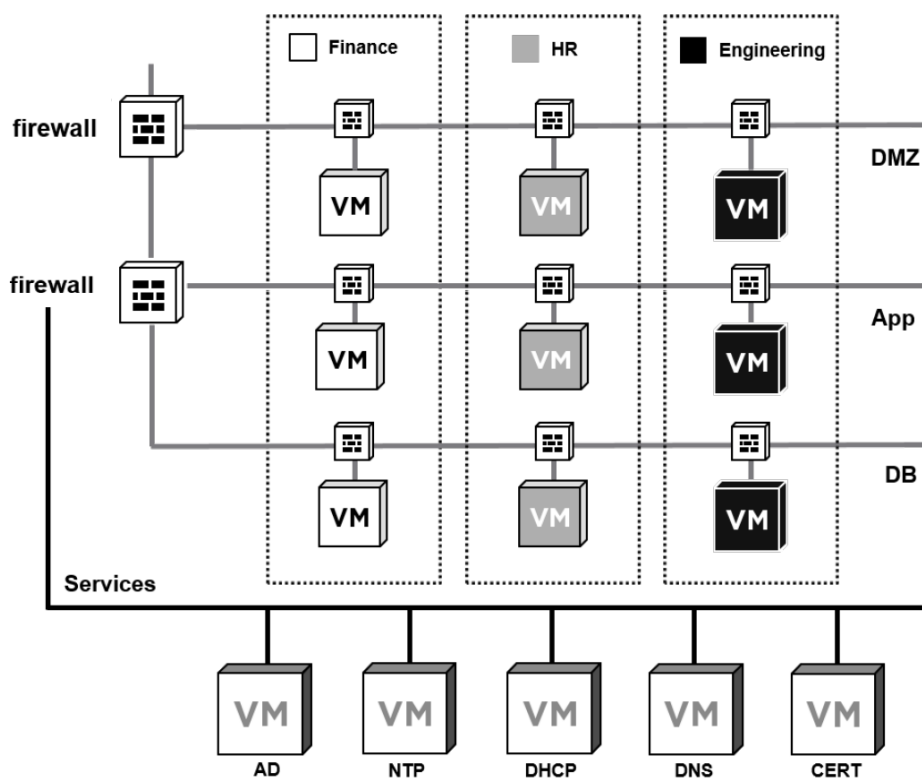 Finance
HR
Engineering
firewall
DMZ
VM
VM
VM
firewall
App
VM
VM
VM
DB
VM
VM
VM
Services
VM
VM
VM
VM
VM
AD
NTP
DHCP
DNS
CERT